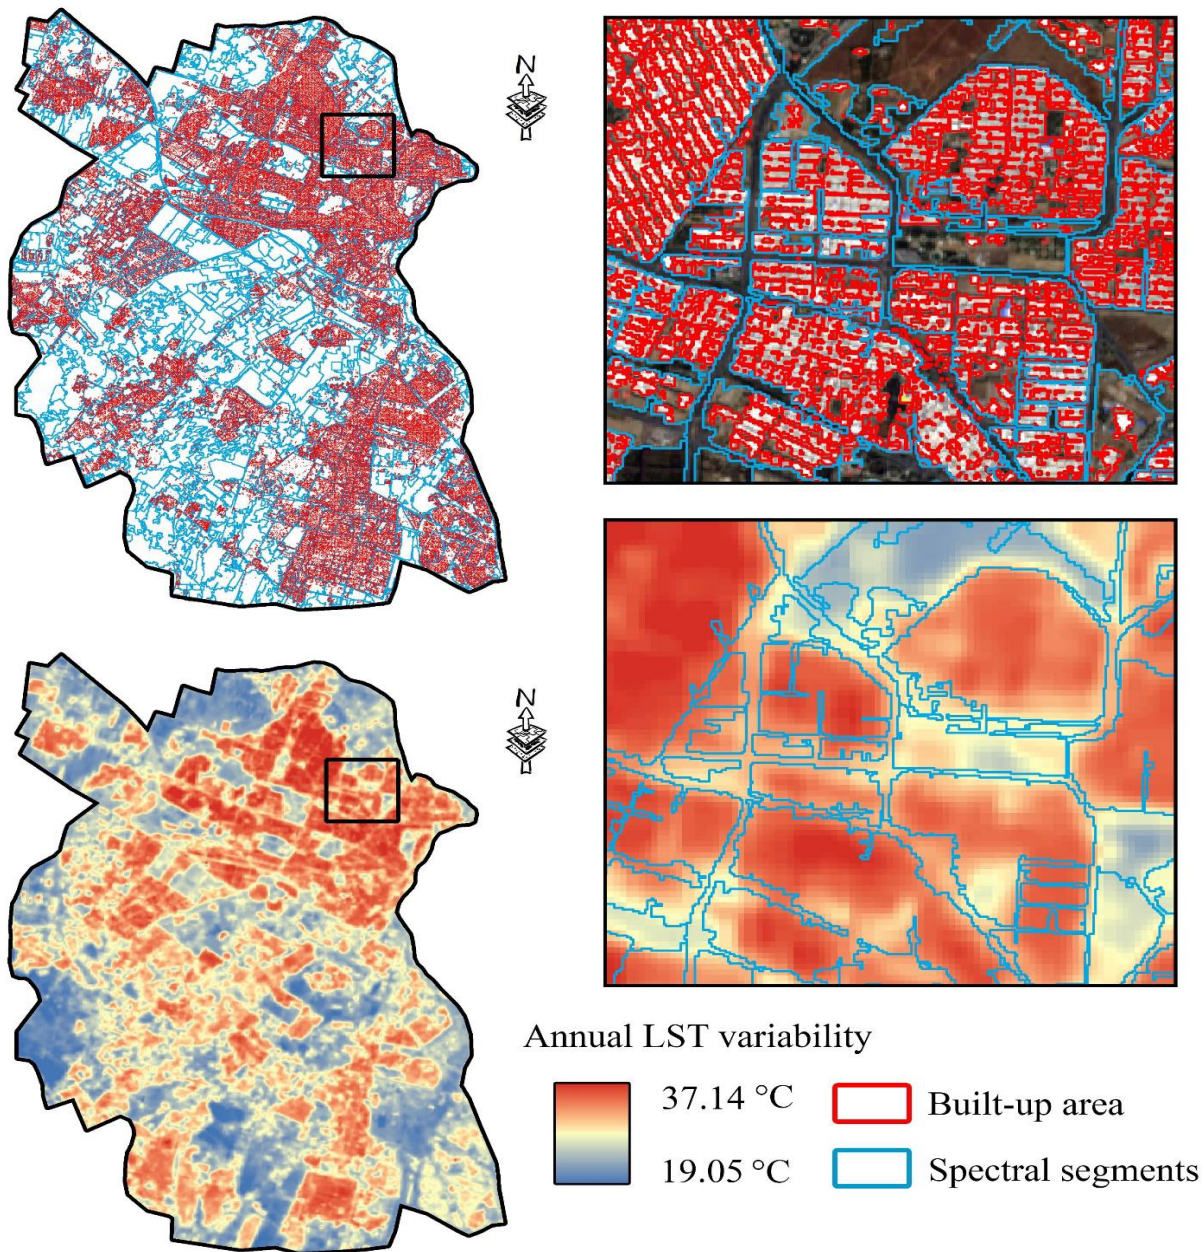 N
N
Annual LST variability
37.14 °C
Built-up area
19.05 °C
Spectral segments